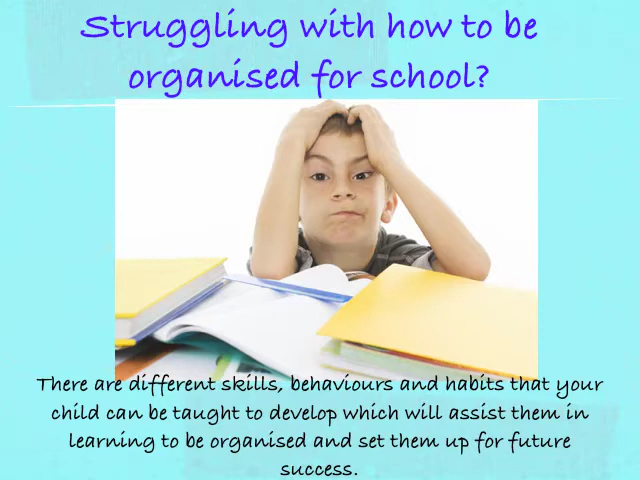 Struggling with how to be
organised for school?
There are different skills, behaviours and habits that your
child can be taught to develop which will assist them in
learning to be organised and set them up for future
success.